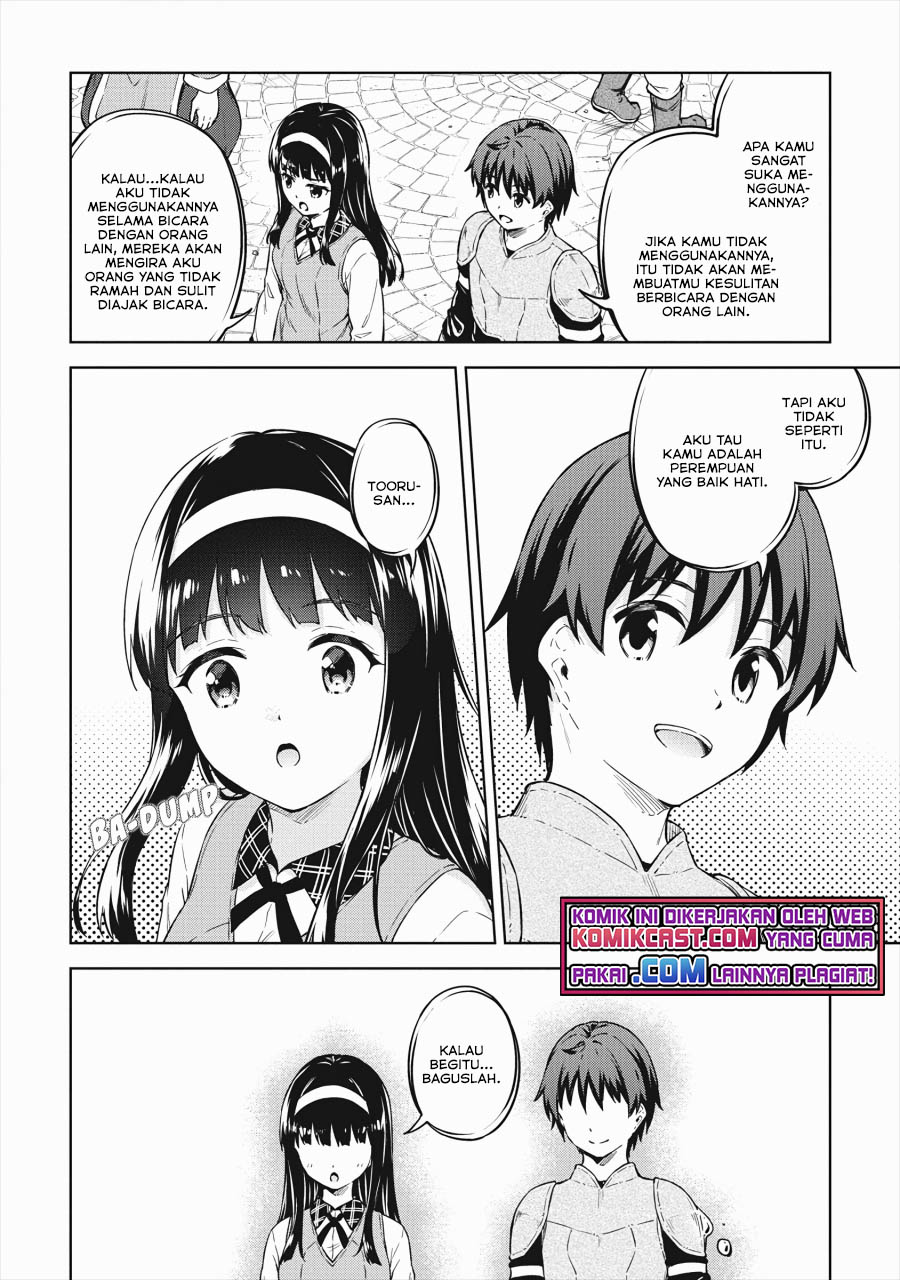 APA KAMU
SANGAT
SUKA ME-
NGGUNA-
KANNYA?
JIKA KAMU TIDAK
MENGGUNAKANNYA,
ITU TIDAK AKAN ME-
MBUATMU KESULITAN
BERBICARA DENGAN
ORANG LAIN.
KALAU...KALAU
AKU TIDAK
MENGGUNAKANNYA
SELAMA BICARA
DENGAN ORANG
LAIN, MEREKA AKAN
MENGIRA AKU
ORANG YANG TIDAK
RAMAH DAN SULIT
DIAJAK BICARA.
TAPI AKU
TIDAK
SEPERTI
ITU.
AKU TAU
KAMU ADALAH
PEREMPUAN
YANG BAIK HATI.
TOORU-
SAN...
BA-DUMP
KOMIK INI DIKERJAKAN OLEH WEB
KOMIKCAST.COM YANG CUMA
PAKAI .COM LAINNYA PLAGIAT!
KALAU
BEGITU...
BAGUSLAH.